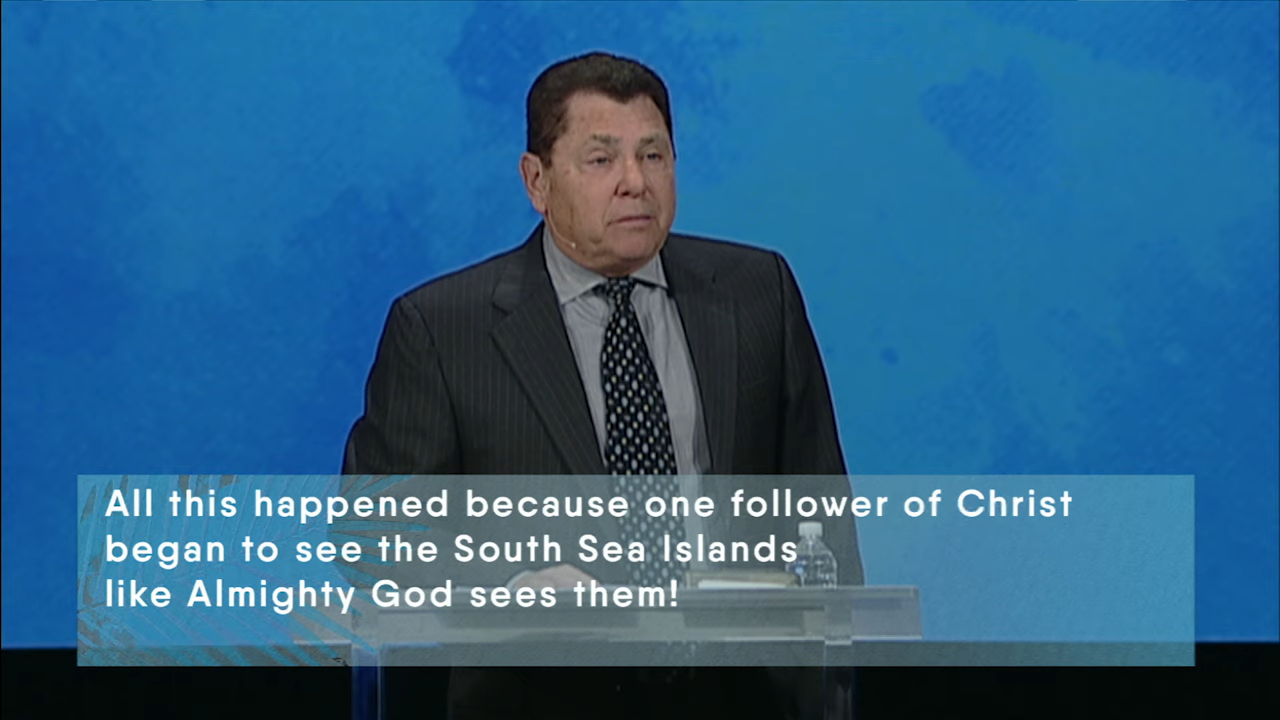 All this happened because one follower of Christ
began to see the South Sea Islands
like Almighty God sees them!